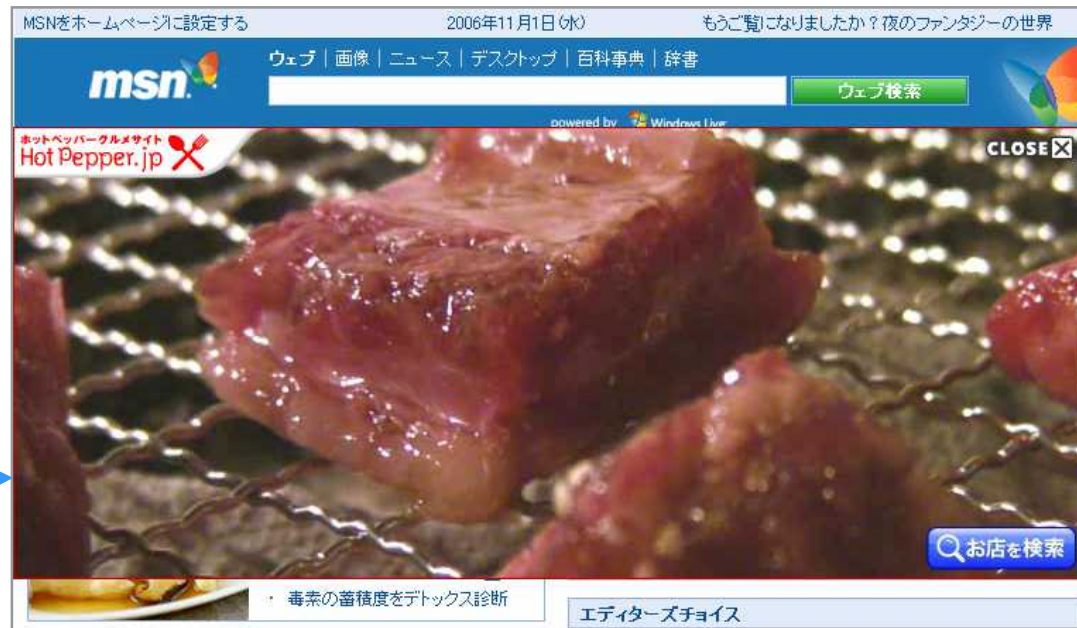 MSNをホームページに設定する 2006年11月1日(水) もうご覧になりましたか？夜のファンタジーの世界
msn
ウェブ | 画像 | ニュース | デスクトップ | 百科事典 | 辞書
ウェブ検索
powered by Windows Live
ホットペッパーグルメサイト
Hot Pepper.jp
CLOSE
お店を検索
・ 毒素の蓄積度をデトックス診断
エディターズチョイス